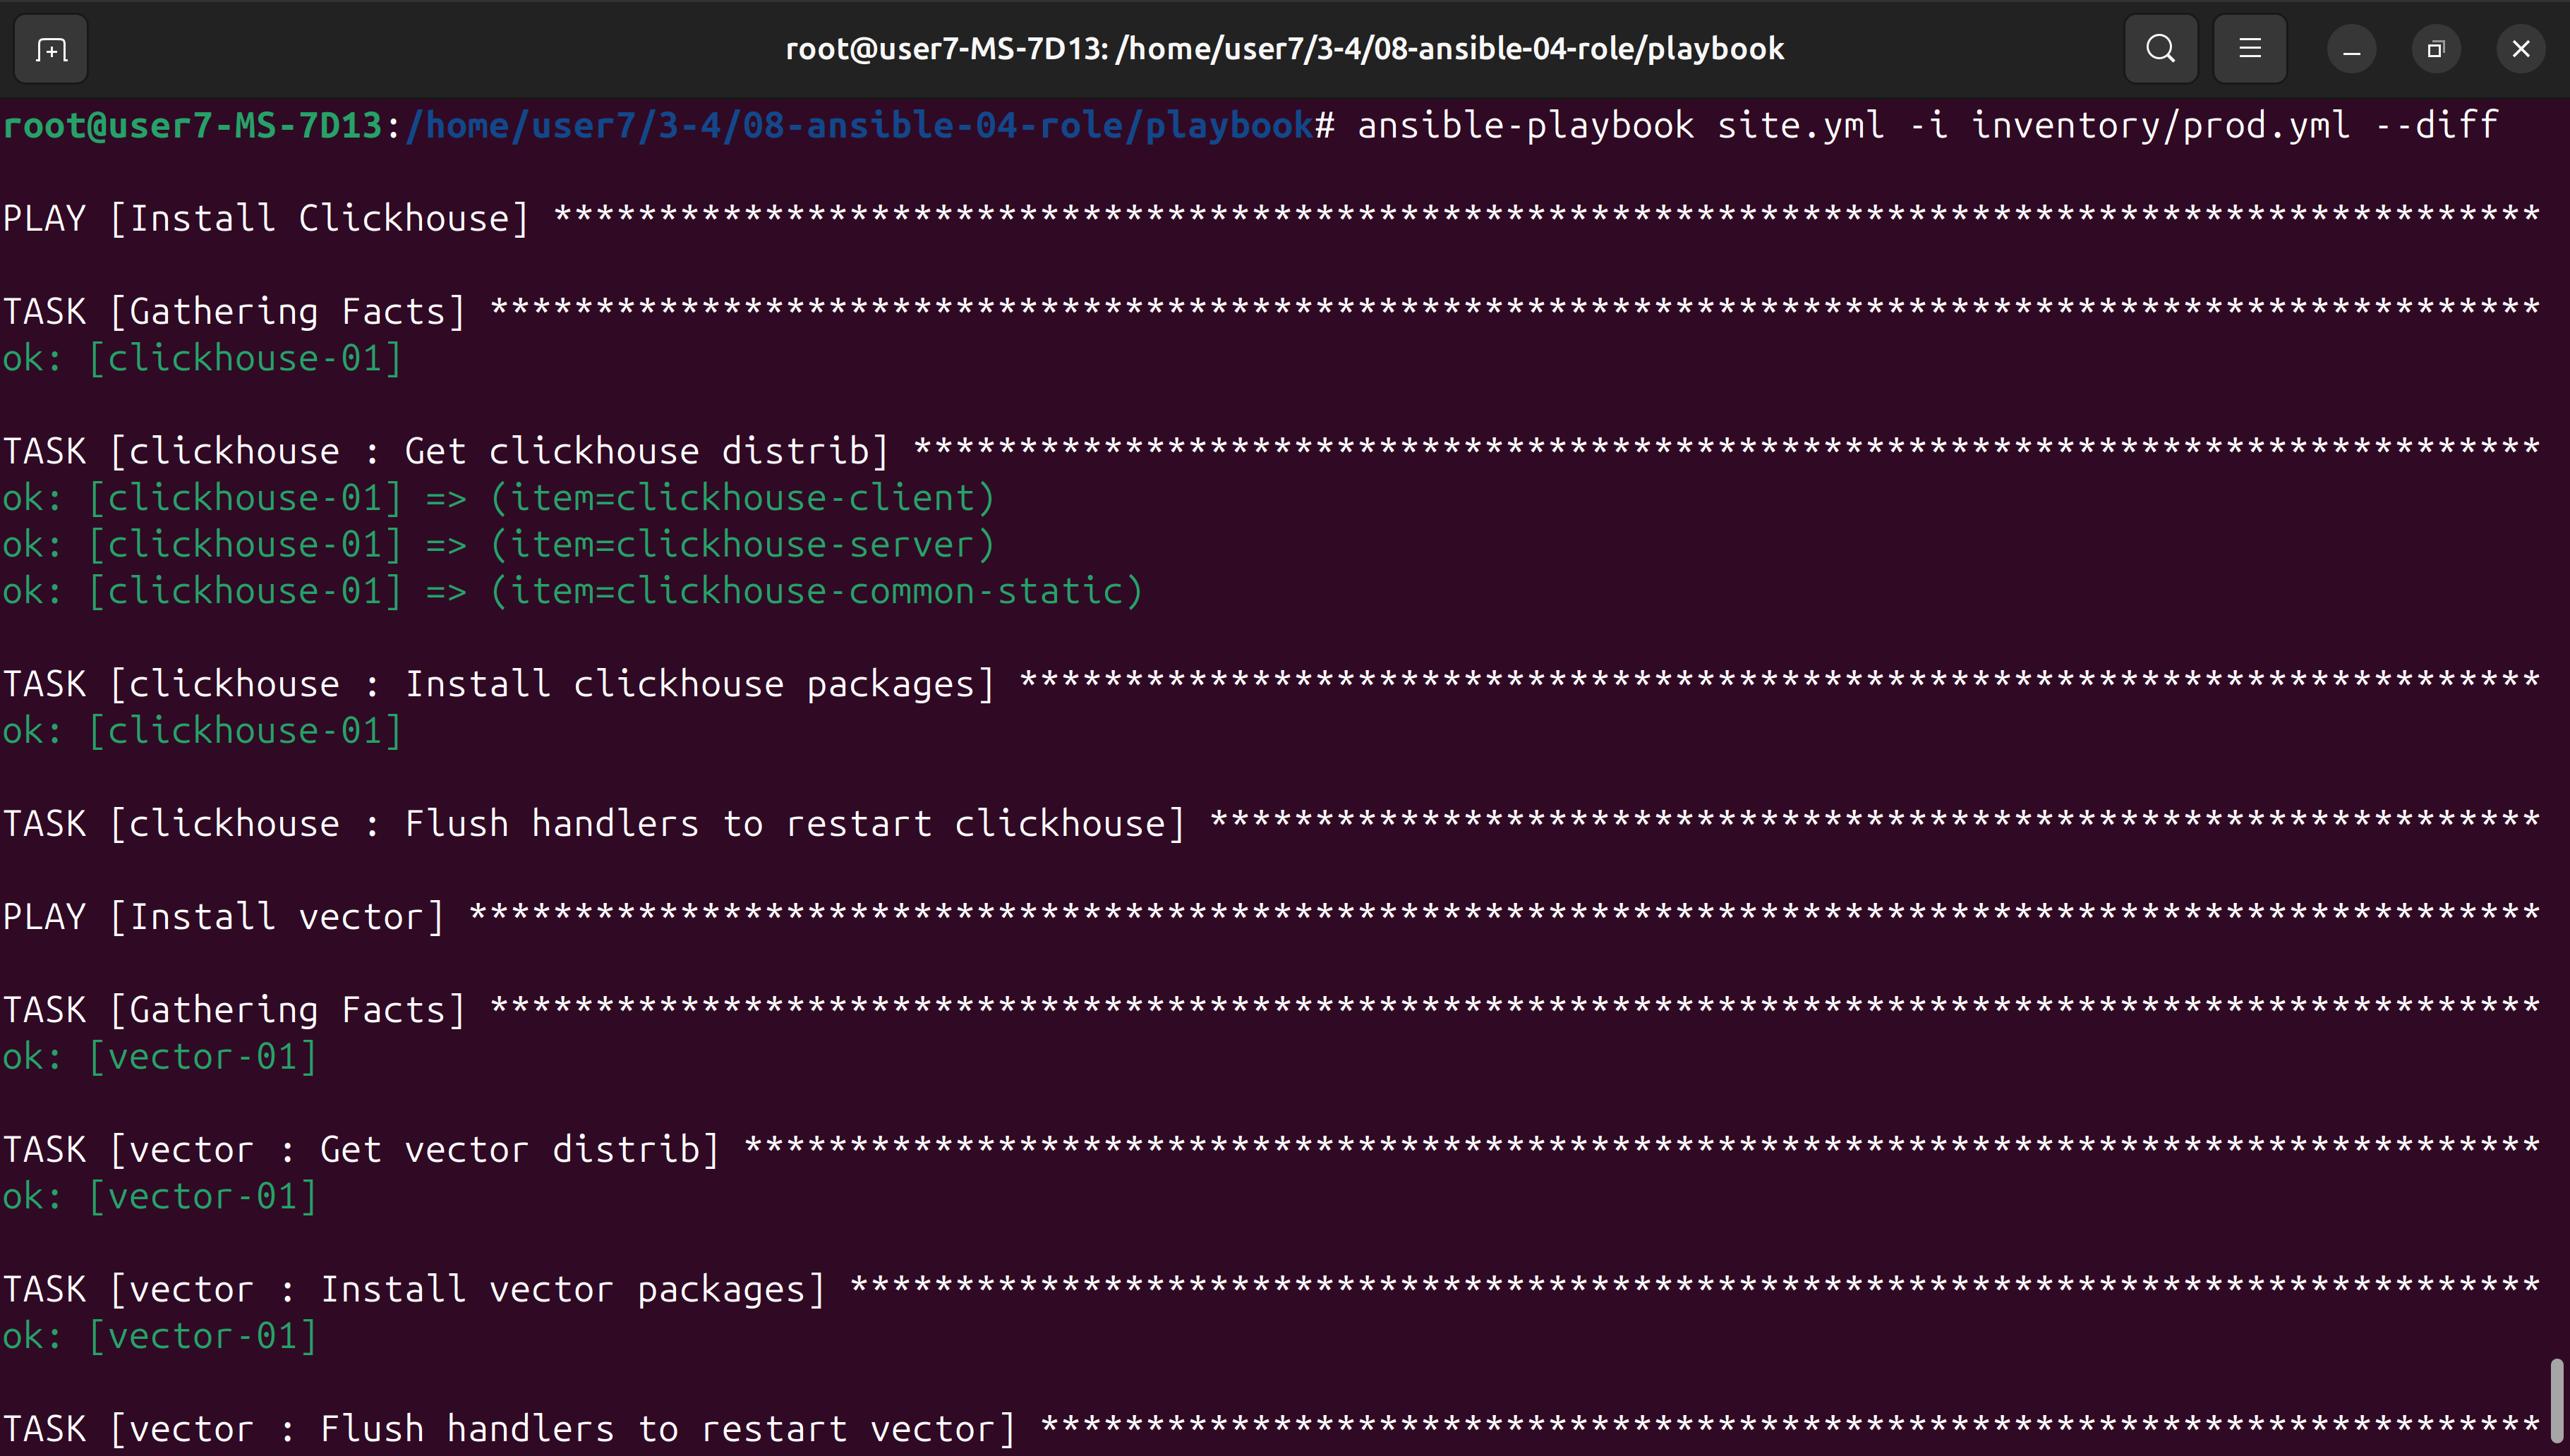 root@user7-MS-7D13: /home/user7/3-4/08-ansible-04-role/playbook
root@user7-MS-7D13:/home/user7/3-4/08-ansible-04-role/playbook# ansible-playbook site.yml -i inventory/prod.yml --diff
PLAY [Install Clickhouse] **********************************************************************************************
TASK [Gathering Facts] *************************************************************************************************
ok: [clickhouse-01]
TASK [clickhouse : Get clickhouse distrib] *****************************************************************************
ok: [clickhouse-01] => (item=clickhouse-client)
ok: [clickhouse-01] => (item=clickhouse-server)
ok: [clickhouse-01] => (item=clickhouse-common-static)
TASK [clickhouse : Install clickhouse packages] ************************************************************************
ok: [clickhouse-01]
TASK [clickhouse : Flush handlers to restart clickhouse] ***************************************************************
PLAY [Install vector] **************************************************************************************************
TASK [Gathering Facts] *************************************************************************************************
ok: [vector-01]
TASK [vector : Get vector distrib] *************************************************************************************
ok: [vector-01]
TASK [vector : Install vector packages] ********************************************************************************
ok: [vector-01]
TASK [vector : Flush handlers to restart vector] ***********************************************************************